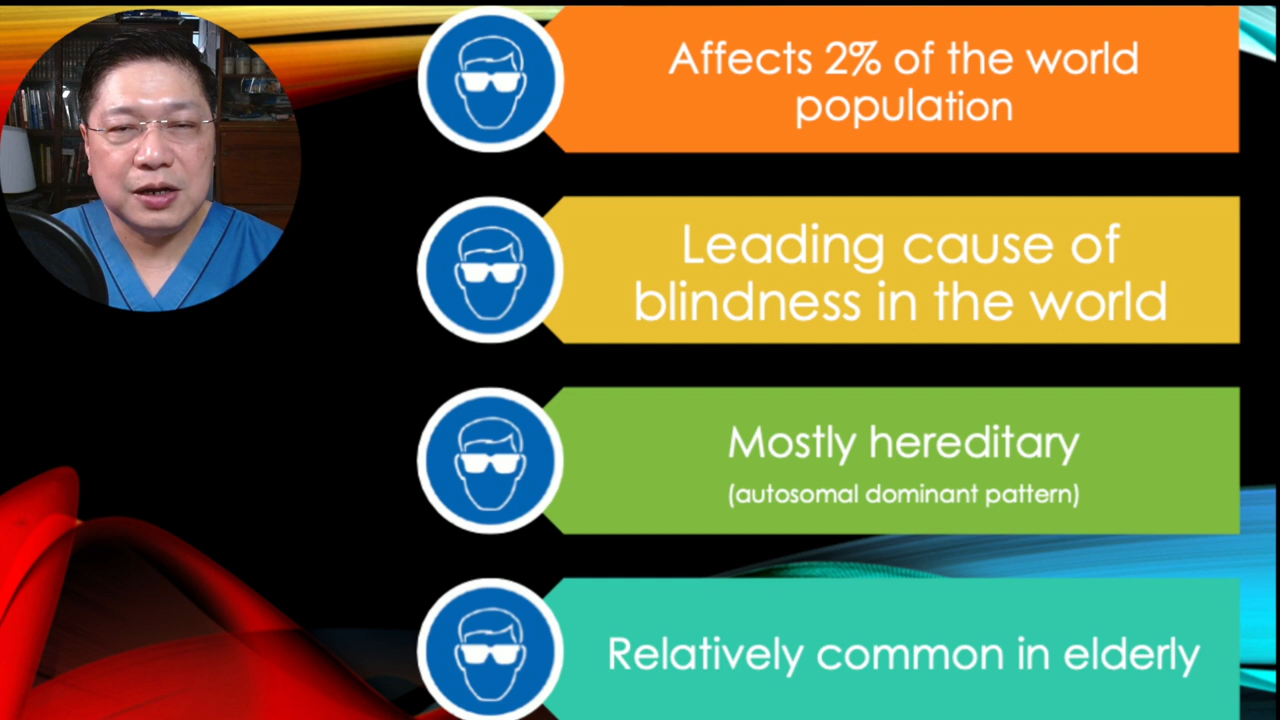 Affects 2% of the world
population
Leading cause of
blindness in the world
Mostly hereditary
(autosomal dominant pattern)
Relatively common in elderly